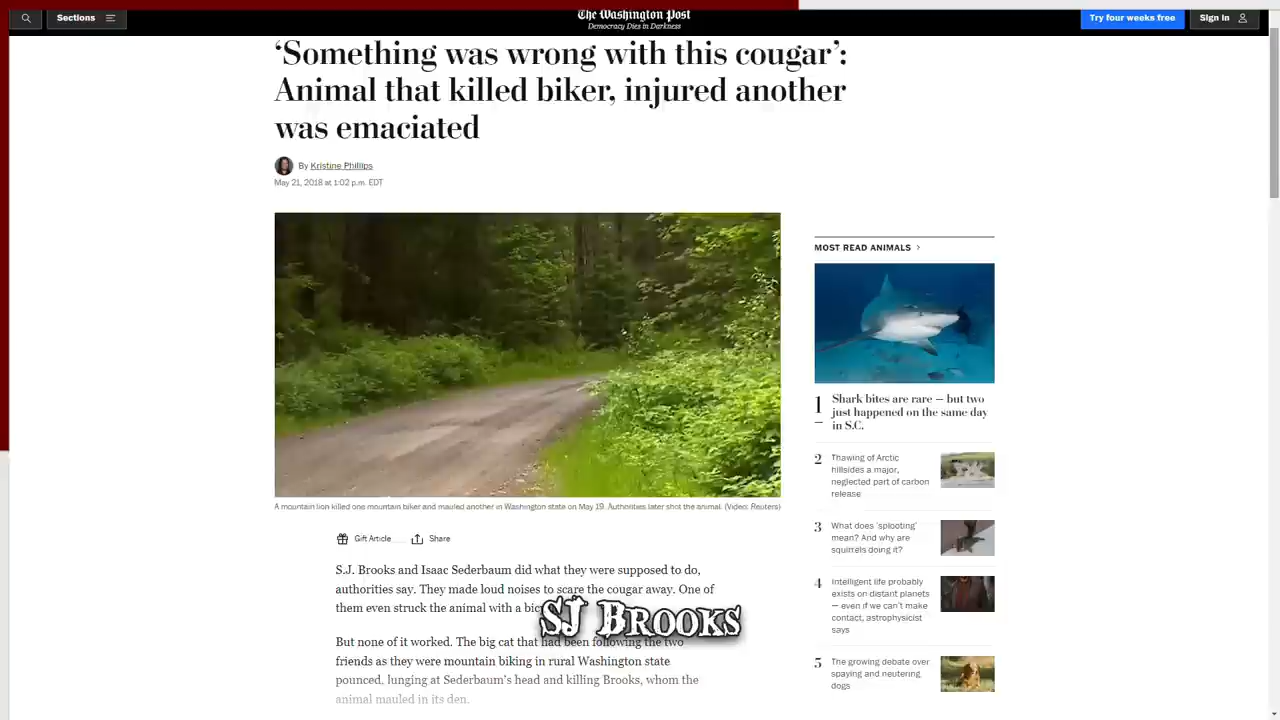 Sections
The Washington Post
Democracy Dies in Darkness
Try four weeks free
Sign in
‘Something was wrong with this cougar’:
Animal that killed biker, injured another
was emaciated
By Kristine Phillips
May 21, 2018 at 1:02 p.m. EDT
A mountain lion killed one mountain biker and mauled another in Washington state on May 19. Authorities later shot the animal. (Video: Reuters)
Gift Article
Share
S.J. Brooks and Isaac Sederbaum did what they were supposed to do,
authorities say. They made loud noises to scare the cougar away. One of
them even struck the animal with a
SJ BROOKS
But none of it worked. The big cat that had been following the two
friends as they were mountain biking in rural Washington state
pounced, lunging at Sederbaum’s head and killing Brooks, whom the
animal mauled in its den.
MOST READ ANIMALS
1
Shark bites are rare — but two
just happened on the same day
in S.C.
2
Thawing of Arctic
hillsides a major,
neglected part of carbon
release
3
What does ‘splooting’
mean? And why are
squirrels doing it?
4
Intelligent life probably
exists on distant planets
— even if we can’t make
contact, astrophysicist
says
5
The growing debate over
spaying and neutering
dogs